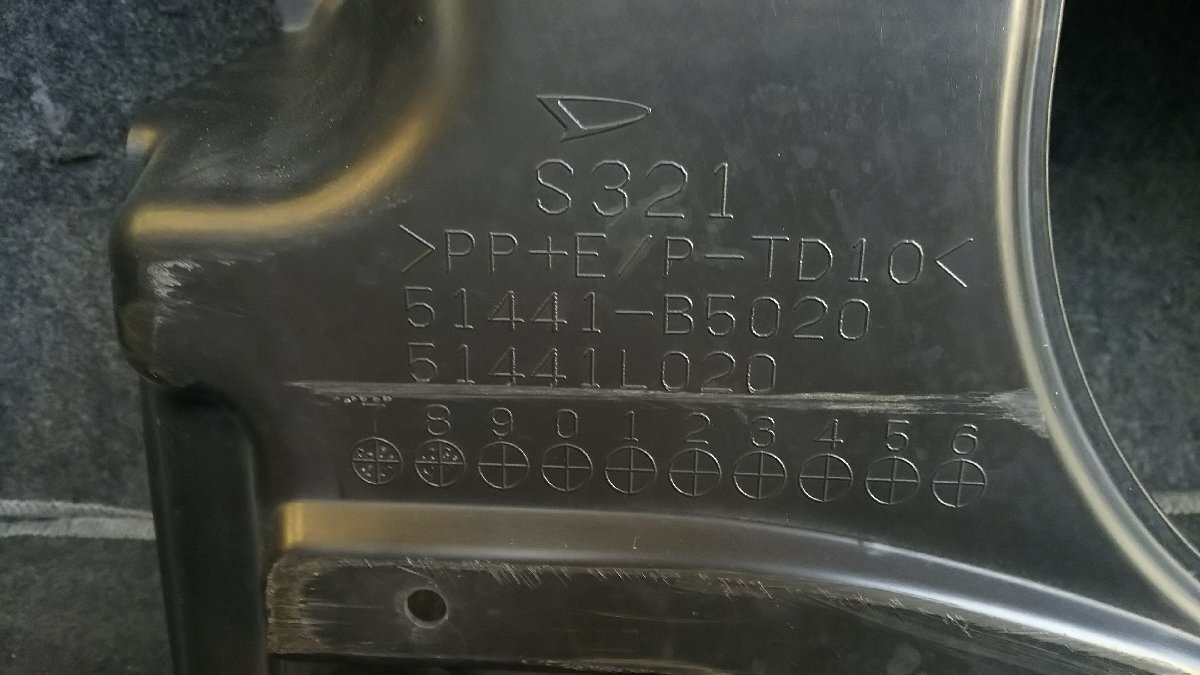 S321
>PP+E/P-TD10<
51441-B5020
51441L020
7 8 9 0 1 2 3 4 5 6